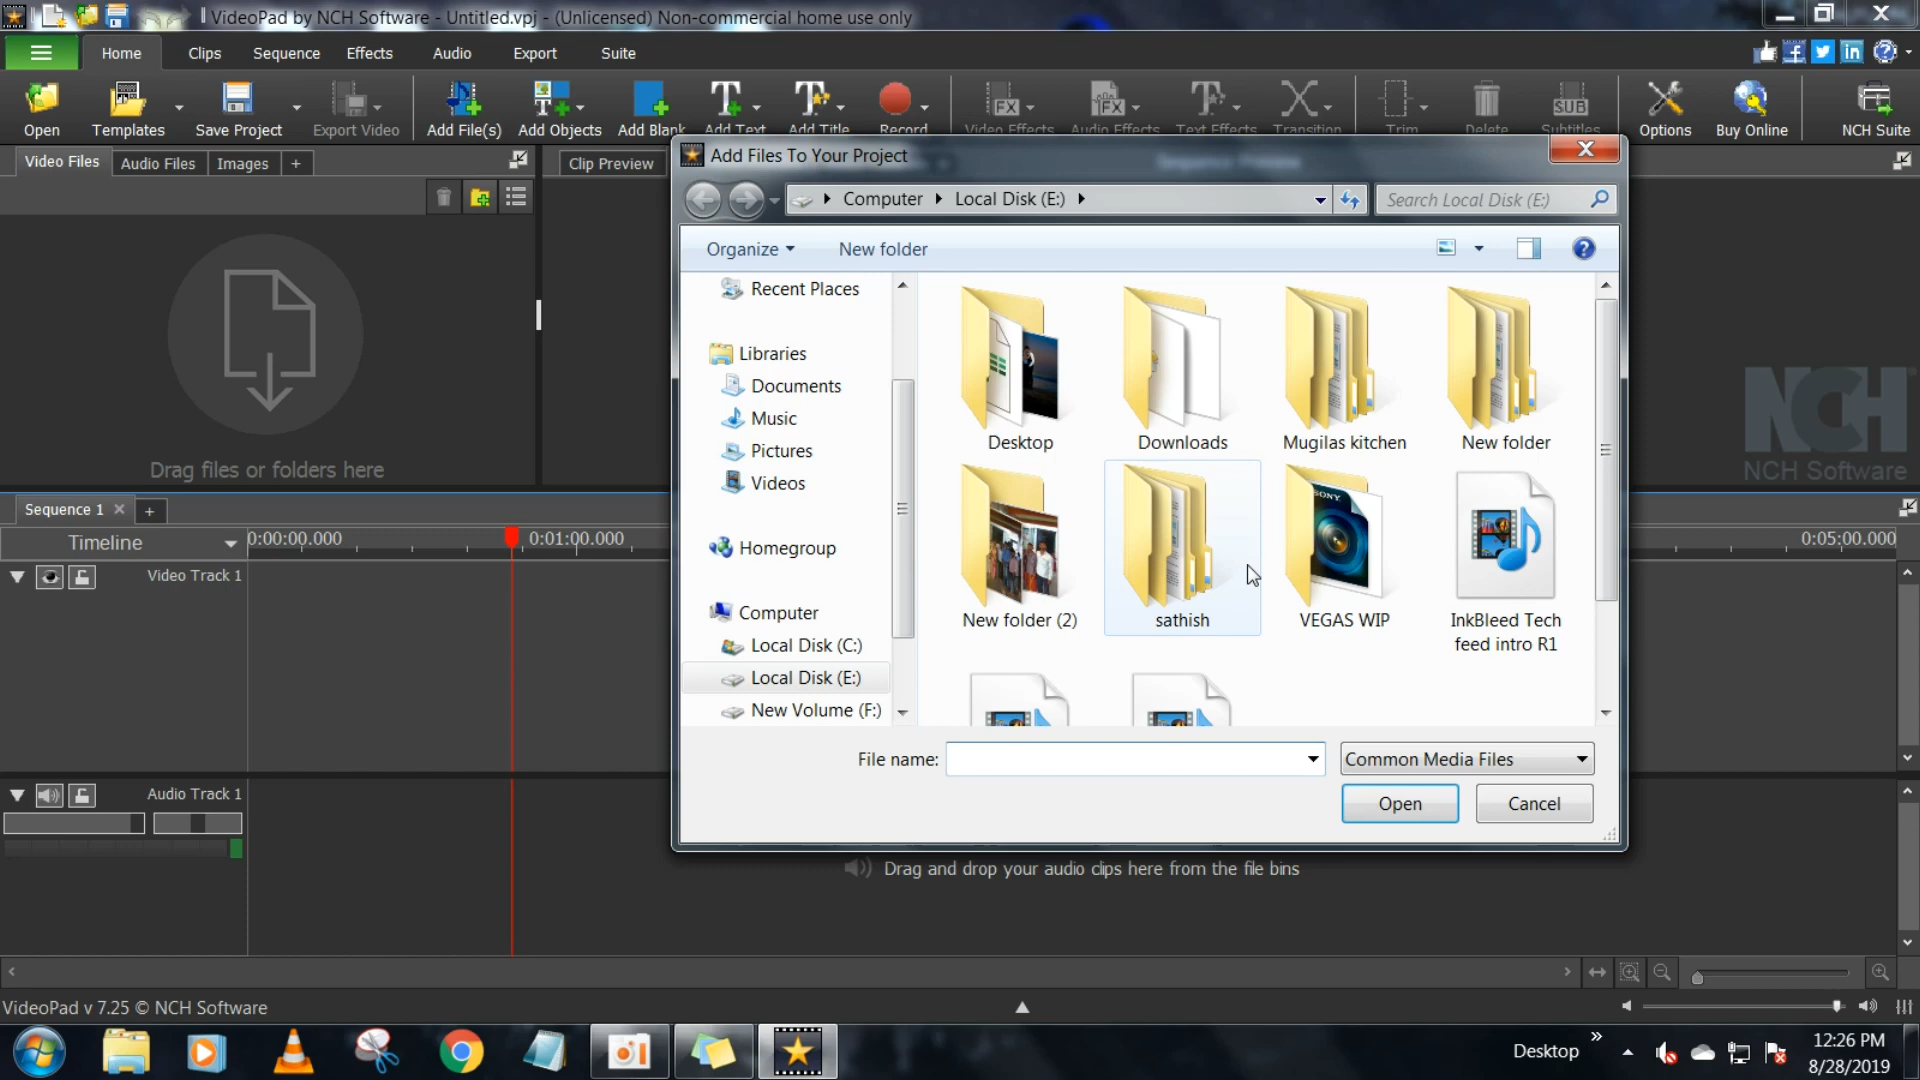 VideoPad by NCH Software - Untitled.vpj - (Unlicensed) Non-commercial home use only
Home Clips Sequence Effects Audio Export Suite
Open Templates Save Project Export Video Add File(s) Add Objects Add Blank Add Text Add Title Record Video Effects Audio Effects Text Effects Transition Trim Delete Subtitles Options Buy Online NCH Suite
Video Files Audio Files Images +
Clip Preview
Sequence Preview
Drag files or folders here
Add Files To Your Project
Computer Local Disk (E:)
Search Local Disk (E:)
Organize New folder
Recent Places
Libraries
Documents
Music
Pictures
Videos
Homegroup
Computer
Local Disk (C:)
Local Disk (E:)
New Volume (F:)
Desktop Downloads Mugilas kitchen New folder
SONY
New folder (2) sathish VEGAS WIP InkBleed Tech
feed intro R1
File name:
Common Media Files
Open Cancel
NCH
NCH Software
Sequence 1
Timeline
0:00:00.000 0:01:00.000 0:05:00.000
Video Track 1
Audio Track 1
Drag and drop your audio clips here from the file bins
VideoPad v 7.25 © NCH Software
Desktop
12:26 PM
8/28/2019